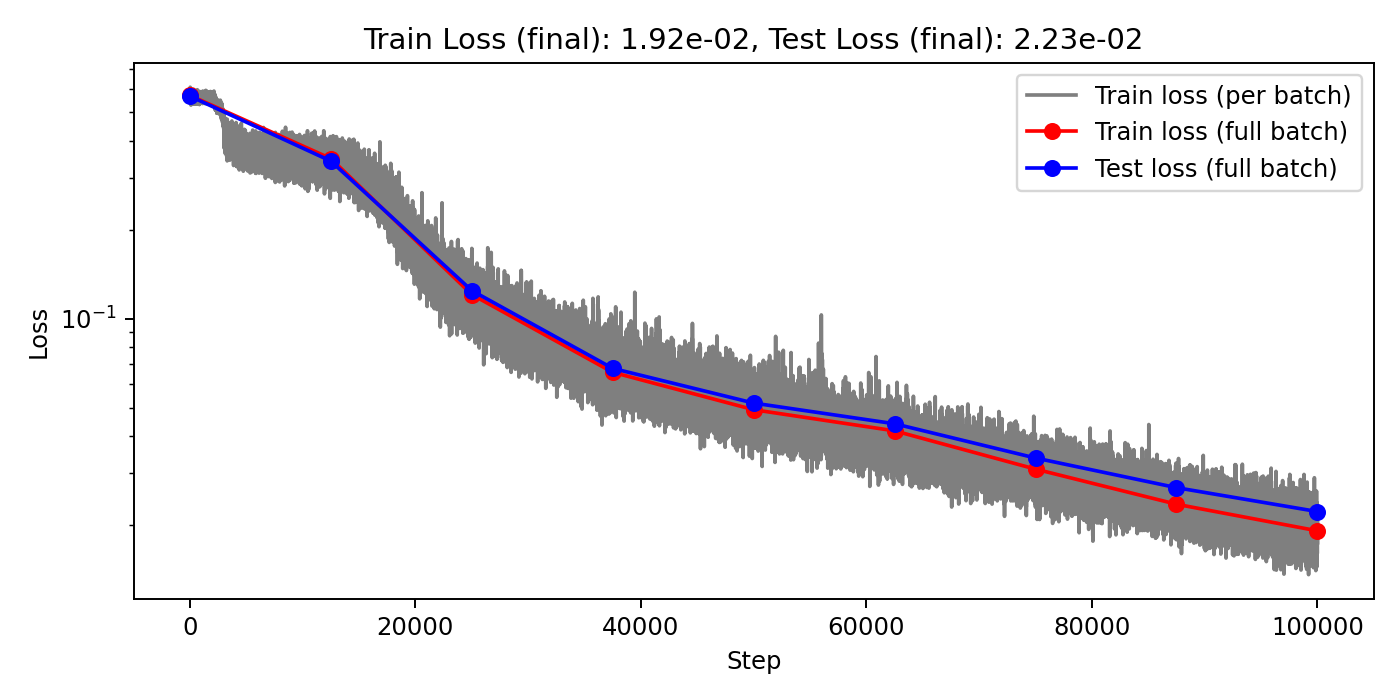 Train Loss (final): 1.92e-02, Test Loss (final): 2.23e-02
Train loss (per batch)
Train loss (full batch)
Test loss (full batch)
Loss
10⁻¹
0 20000 40000 60000 80000 100000
Step